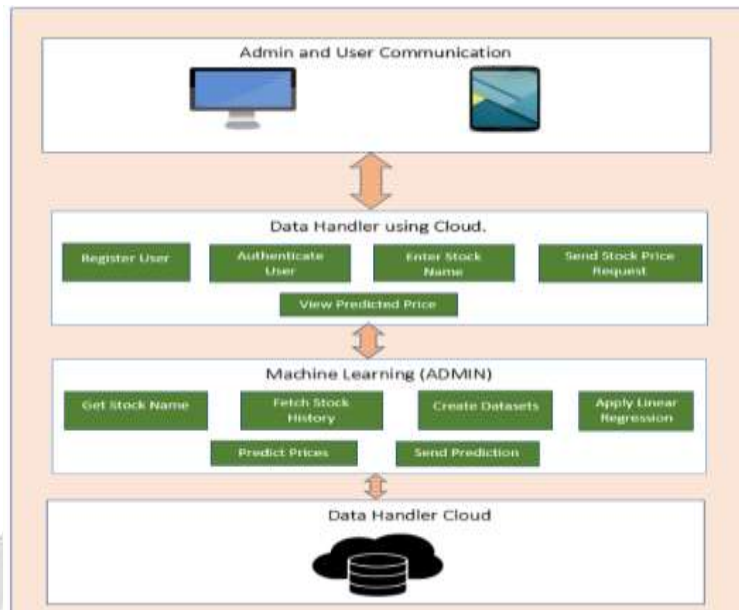 Admin and User Communication
Data Handler using Cloud.
Register User
Authenticate
User
Enter Stock
Name
Send Stock Price
Request
View Predicted Price
Machine Learning (ADMIN)
Get Stock Name
Fetch Stock
History
Create Datasets
Apply Linear
Regression
Predict Prices
Send Prediction
Data Handler Cloud